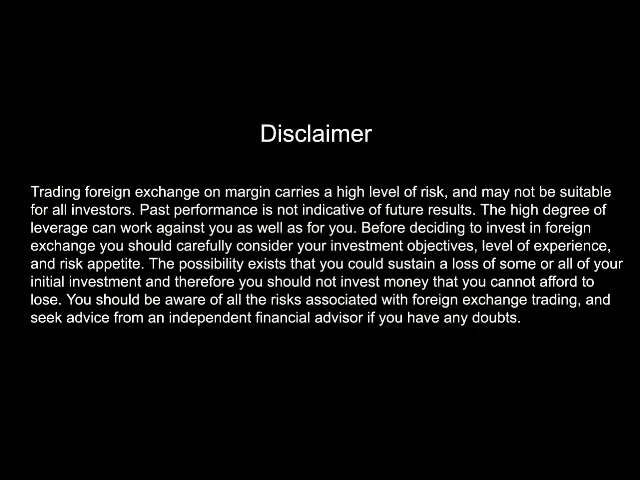 Disclaimer
Trading foreign exchange on margin carries a high level of risk, and may not be suitable
for all investors. Past performance is not indicative of future results. The high degree of
leverage can work against you as well as for you. Before deciding to invest in foreign
exchange you should carefully consider your investment objectives, level of experience,
and risk appetite. The possibility exists that you could sustain a loss of some or all of your
initial investment and therefore you should not invest money that you cannot afford to
lose. You should be aware of all the risks associated with foreign exchange trading, and
seek advice from an independent financial advisor if you have any doubts.